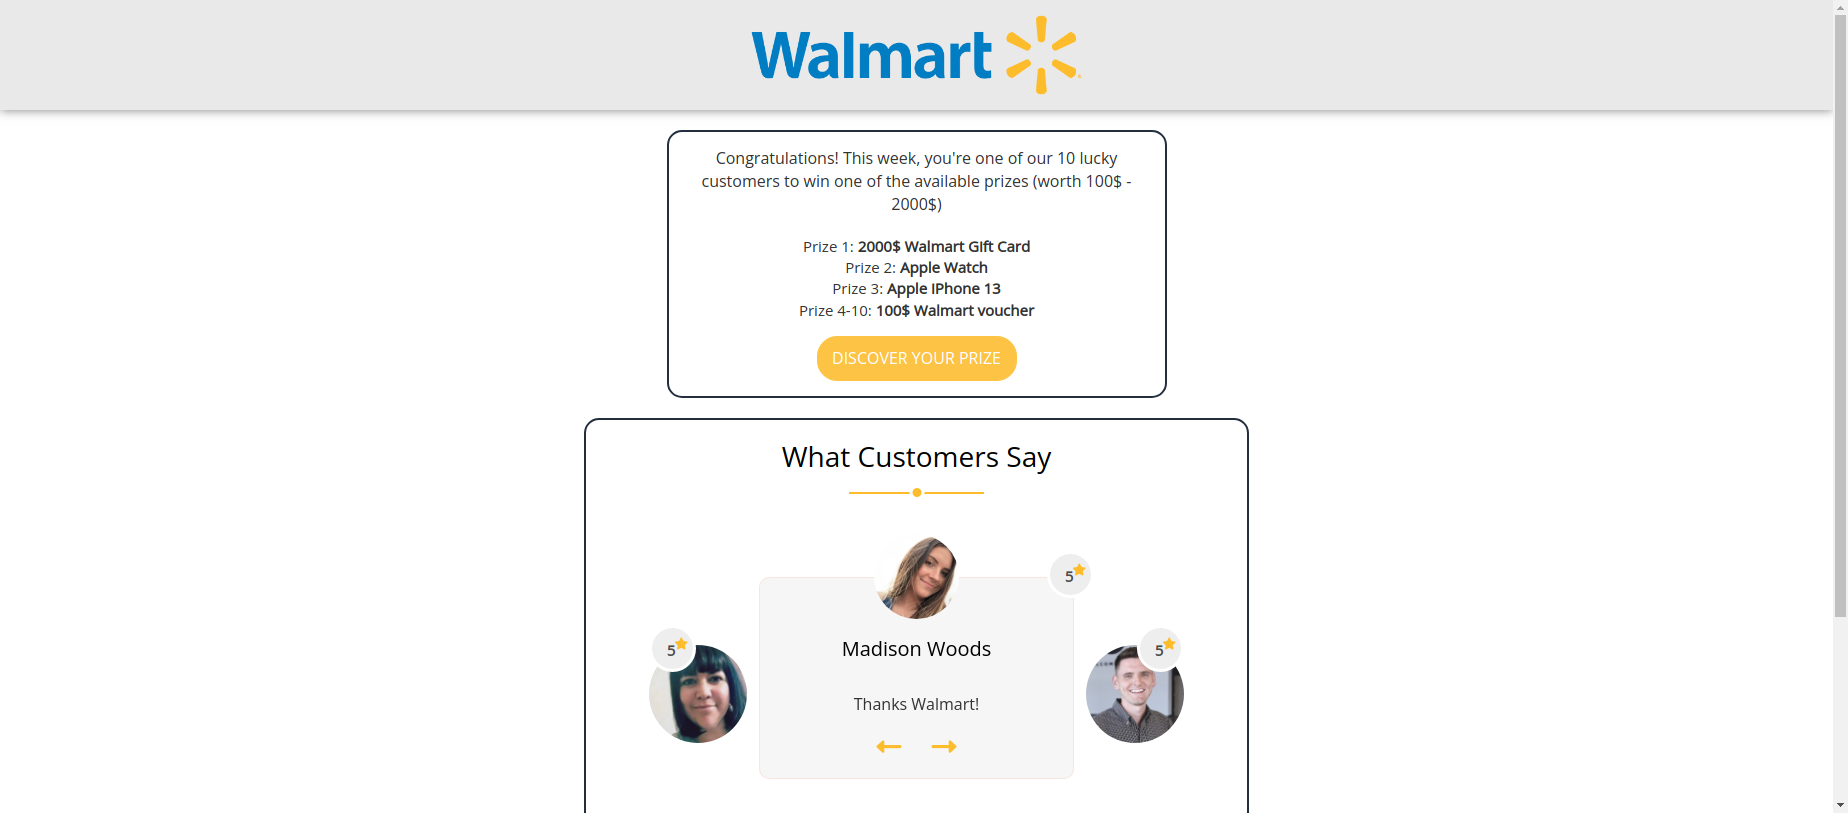 Walmart
Congratulations! This week, you're one of our 10 lucky
customers to win one of the available prizes (worth 100$ -
2000$)
Prize 1: 2000$ Walmart Gift Card
Prize 2: Apple Watch
Prize 3: Apple IPhone 13
Prize 4-10: 100$ Walmart voucher
DISCOVER YOUR PRIZE
What Customers Say
5
Madison Woods
5
5
Thanks Walmart!